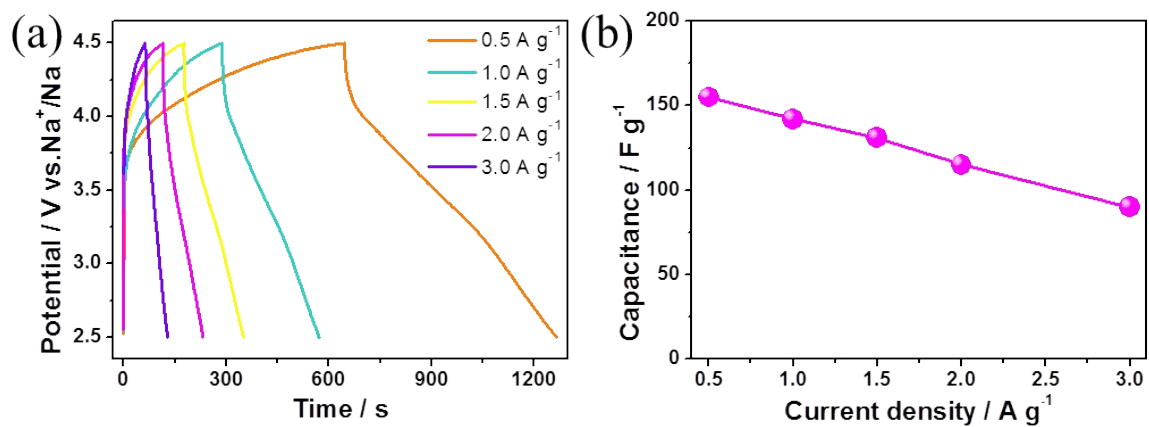 (a)
Potential / V vs.Na⁺/Na
4.5
4.0
3.5
3.0
2.5
0.5 A g⁻¹
1.0 A g⁻¹
1.5 A g⁻¹
2.0 A g⁻¹
3.0 A g⁻¹
0 300 600 900 1200
Time / s
(b)
Capacitance / F g⁻¹
200
150
100
50
0
0.5 1.0 1.5 2.0 2.5 3.0
Current density / A g⁻¹